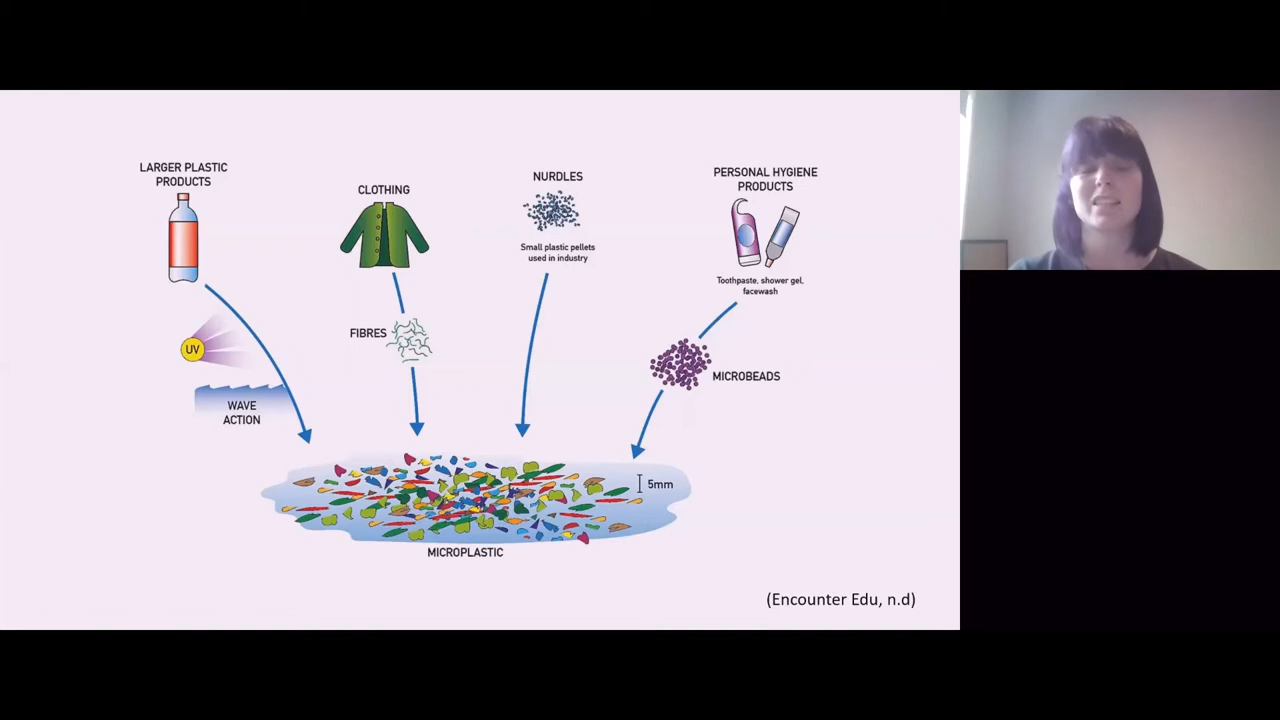 LARGER PLASTIC
PRODUCTS
CLOTHING
NURDLES
Small plastic pellets
used in industry
PERSONAL HYGIENE
PRODUCTS
Toothpaste, shower gel,
facewash
UV
WAVE
ACTION
FIBRES
MICROBEADS
5mm
MICROPLASTIC
(Encounter Edu, n.d)